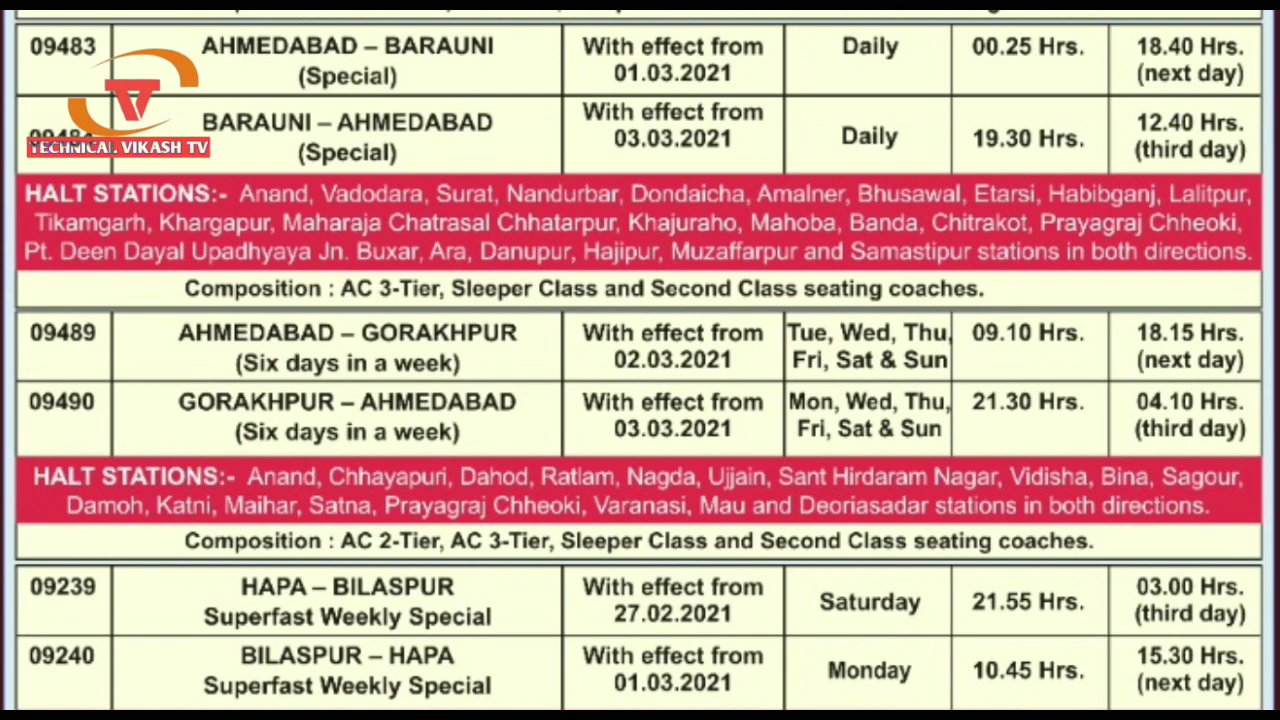 09483 AHMEDABAD – BARAUNI With effect from Daily 00.25 Hrs. 18.40 Hrs.
(Special) 01.03.2021 (next day)
BARAUNI – AHMEDABAD With effect from Daily 19.30 Hrs. 12.40 Hrs.
(Special) 03.03.2021 (third day)
TV
TECHNICAL VIKASH TV
HALT STATIONS:- Anand, Vadodara, Surat, Nandurbar, Dondaicha, Amalner, Bhusawal, Etarsi, Habibganj, Lalitpur,
Tikamgarh, Khargapur, Maharaja Chatrasal Chhatarpur, Khajuraho, Mahoba, Banda, Chitrakot, Prayagraj Chheoki,
Pt. Deen Dayal Upadhyaya Jn. Buxar, Ara, Danupur, Hajipur, Muzaffarpur and Samastipur stations in both directions.
Composition : AC 3-Tier, Sleeper Class and Second Class seating coaches.
09489 AHMEDABAD – GORAKHPUR With effect from Tue, Wed, Thu, 09.10 Hrs. 18.15 Hrs.
(Six days in a week) 02.03.2021 Fri, Sat & Sun (next day)
09490 GORAKHPUR – AHMEDABAD With effect from Mon, Wed, Thu, 21.30 Hrs. 04.10 Hrs.
(Six days in a week) 03.03.2021 Fri, Sat & Sun (third day)
HALT STATIONS:- Anand, Chhayapuri, Dahod, Ratlam, Nagda, Ujjain, Sant Hirdaram Nagar, Vidisha, Bina, Sagour,
Damoh, Katni, Maihar, Satna, Prayagraj Chheoki, Varanasi, Mau and Deoriasadar stations in both directions.
Composition : AC 2-Tier, AC 3-Tier, Sleeper Class and Second Class seating coaches.
09239 HAPA – BILASPUR With effect from Saturday 21.55 Hrs. 03.00 Hrs.
Superfast Weekly Special 27.02.2021 (third day)
09240 BILASPUR – HAPA With effect from Monday 10.45 Hrs. 15.30 Hrs.
Superfast Weekly Special 01.03.2021 (next day)